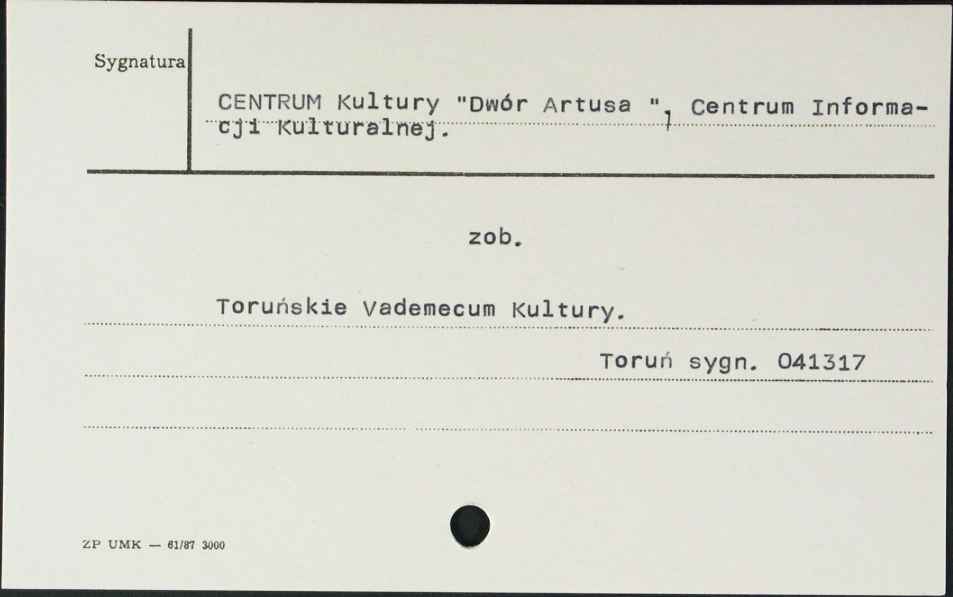 Sygnatura
CENTRUM Kultury "Dwór Artusa ", Centrum Informa-
cji Kulturalnej.
zob.
Toruńskie Vademecum Kultury.
Toruń sygn. 041317
ZP UMK — 61/87 3000